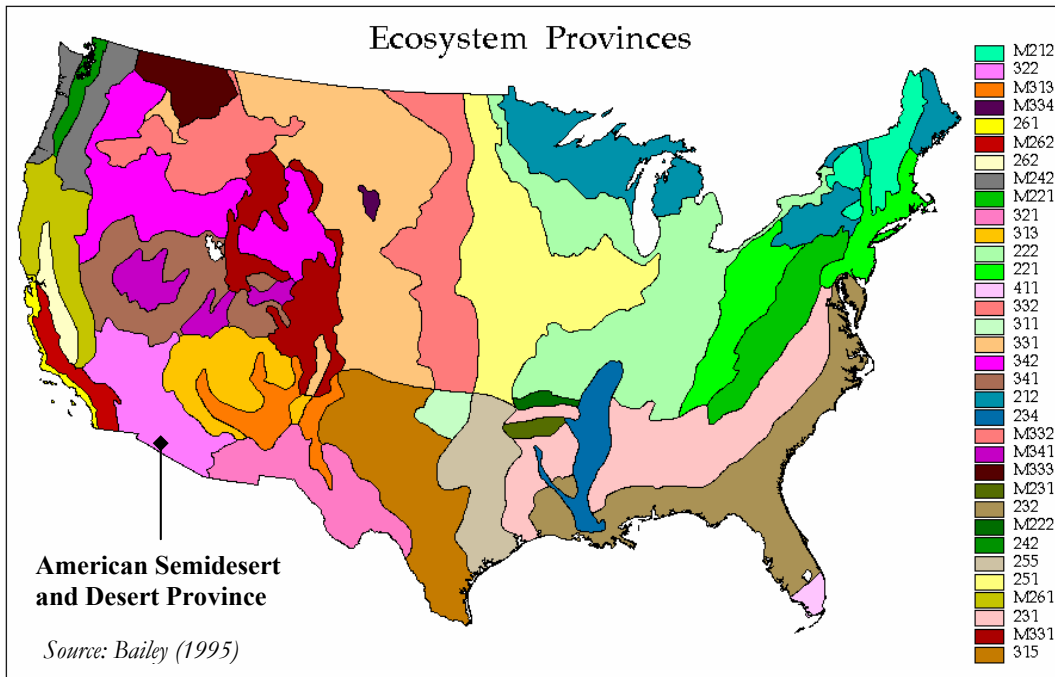 Ecosystem Provinces
M212
322
M313
M334
261
M262
262
M242
M221
321
313
222
221
411
332
311
331
342
341
212
234
M332
M341
M333
M231
232
M222
242
255
251
M261
231
M331
315
American Semidesert
and Desert Province
Source: Bailey (1995)